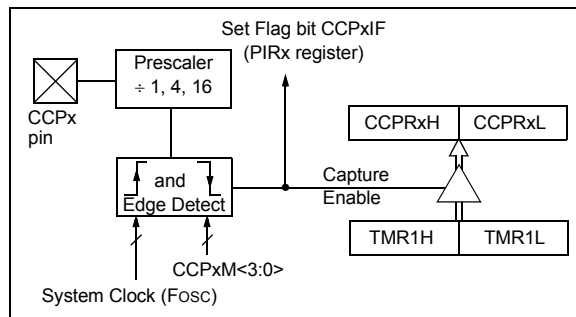 Set Flag bit CCPxIF
(PIRx register)
Prescaler
÷ 1, 4, 16
CCPx
pin
CCPRxH CCPRxL
and
Edge Detect
Capture
Enable
TMR1H TMR1L
CCPxM<3:0>
System Clock (FOSC)